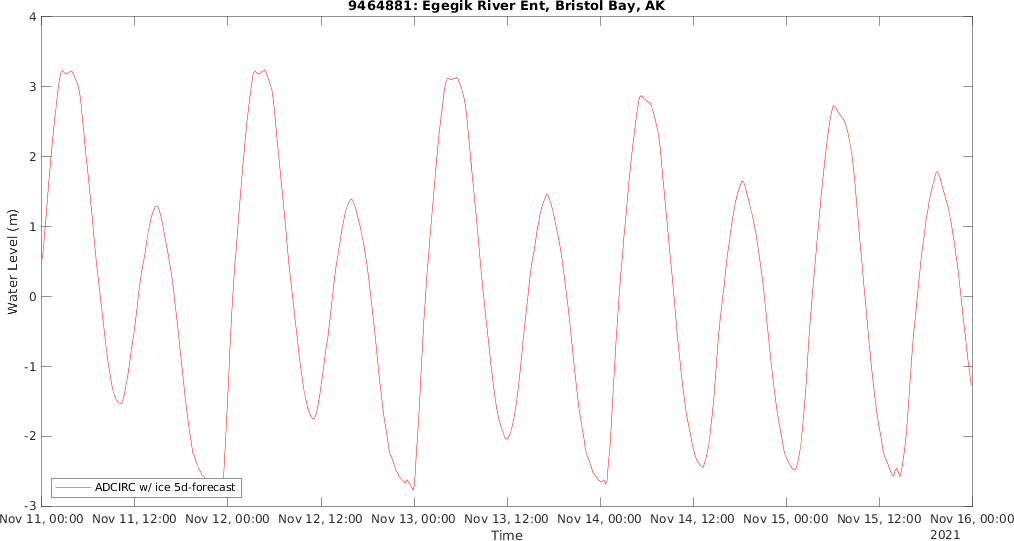 9464881: Egegik River Ent, Bristol Bay, AK
4
3
2
1
0
-1
-2
-3
Water Level (m)
ADCIRC w/ ice 5d-forecast
Nov 11, 00:00 Nov 11, 12:00 Nov 12, 00:00 Nov 12, 12:00 Nov 13, 00:00 Nov 13, 12:00 Nov 14, 00:00 Nov 14, 12:00 Nov 15, 00:00 Nov 15, 12:00 Nov 16, 00:00
Time
2021